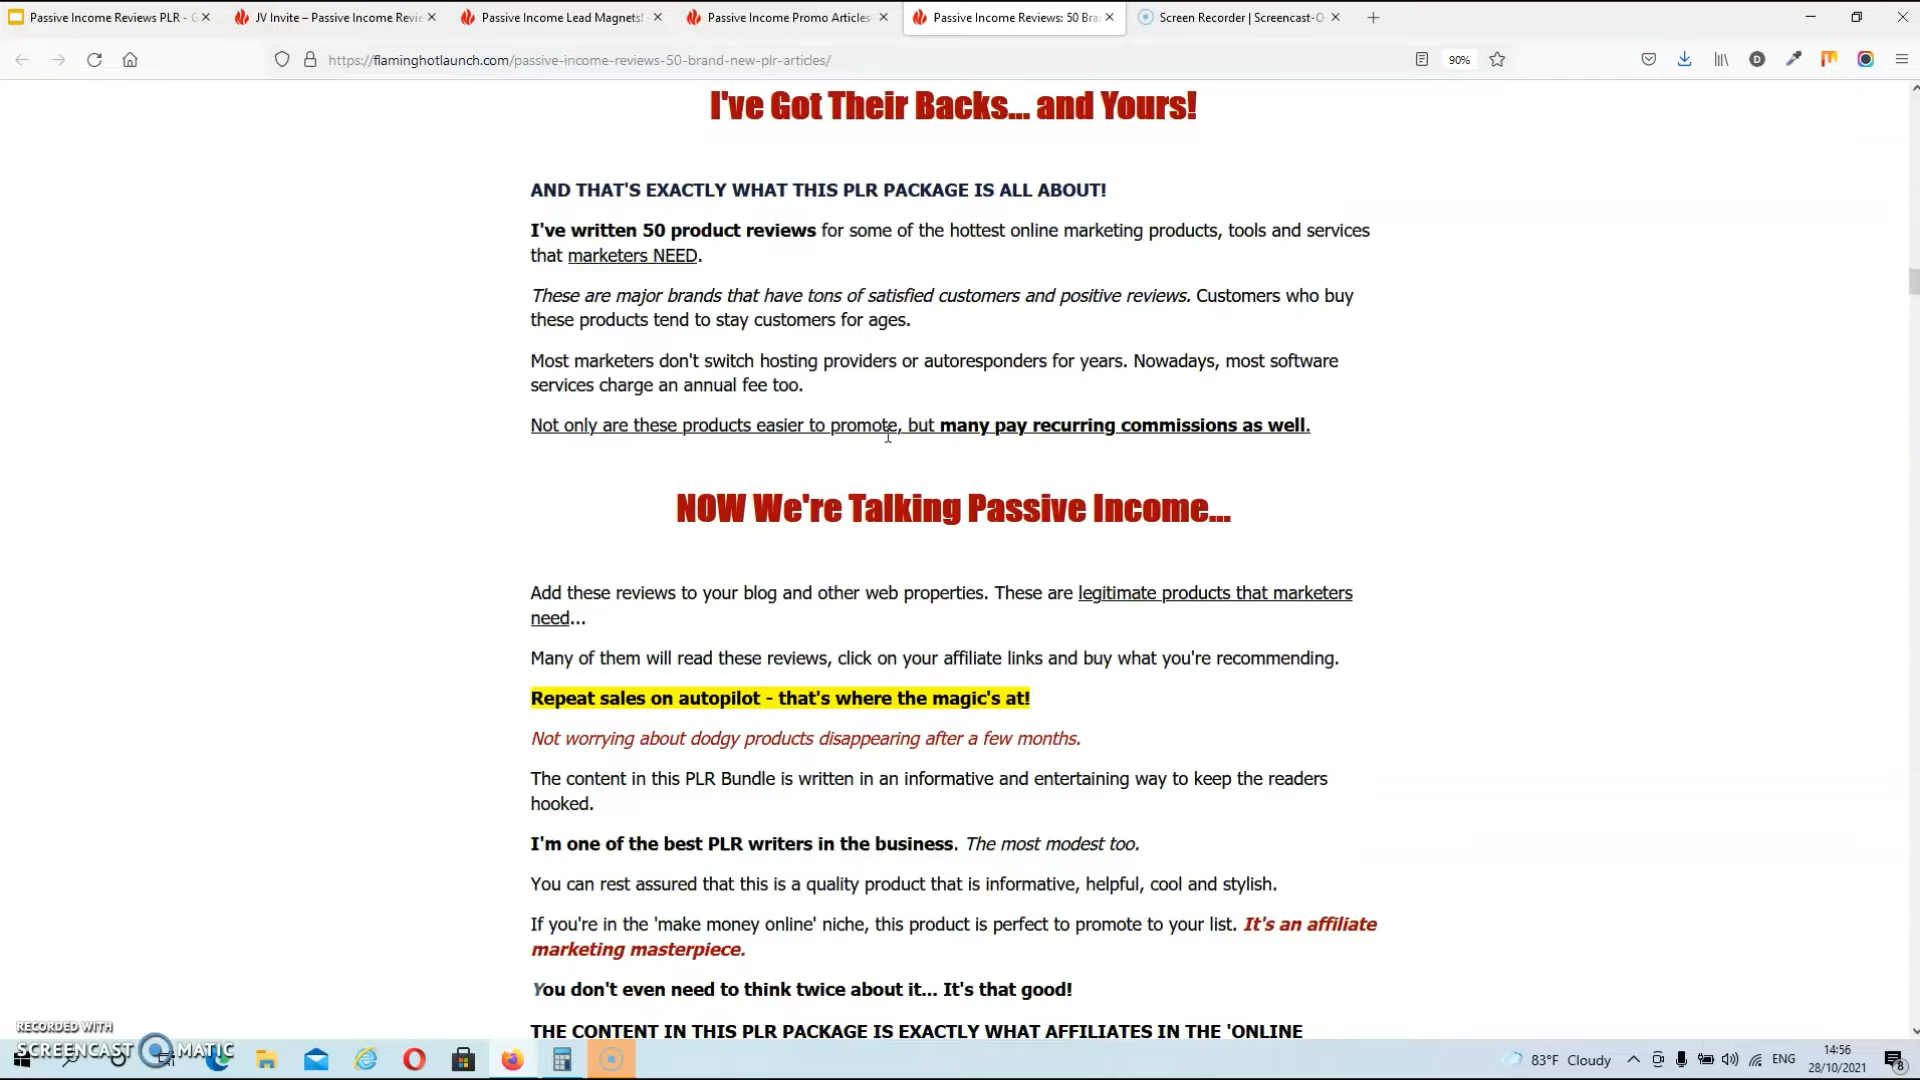 Passive Income Reviews PLR - G
JV Invite – Passive Income Revie
Passive Income Lead Magnets!
Passive Income Promo Articles
Passive Income Reviews: 50 Bra
Screen Recorder | Screencast-O
https://flaminghotlaunch.com/passive-income-reviews-50-brand-new-plr-articles/
90%
I've Got Their Backs... and Yours!
AND THAT'S EXACTLY WHAT THIS PLR PACKAGE IS ALL ABOUT!
I've written 50 product reviews for some of the hottest online marketing products, tools and services
that marketers NEED.
These are major brands that have tons of satisfied customers and positive reviews. Customers who buy
these products tend to stay customers for ages.
Most marketers don't switch hosting providers or autoresponders for years. Nowadays, most software
services charge an annual fee too.
Not only are these products easier to promote, but many pay recurring commissions as well.
NOW We're Talking Passive Income...
Add these reviews to your blog and other web properties. These are legitimate products that marketers
need...
Many of them will read these reviews, click on your affiliate links and buy what you're recommending.
Repeat sales on autopilot - that's where the magic's at!
Not worrying about dodgy products disappearing after a few months.
The content in this PLR Bundle is written in an informative and entertaining way to keep the readers
hooked.
I'm one of the best PLR writers in the business. The most modest too.
You can rest assured that this is a quality product that is informative, helpful, cool and stylish.
If you're in the 'make money online' niche, this product is perfect to promote to your list. It's an affiliate
marketing masterpiece.
You don't even need to think twice about it... It's that good!
THE CONTENT IN THIS PLR PACKAGE IS EXACTLY WHAT AFFILIATES IN THE 'ONLINE
RECORDED WITH
SCREENCAST MATIC
83°F Cloudy
ENG
14:56
28/10/2021
8